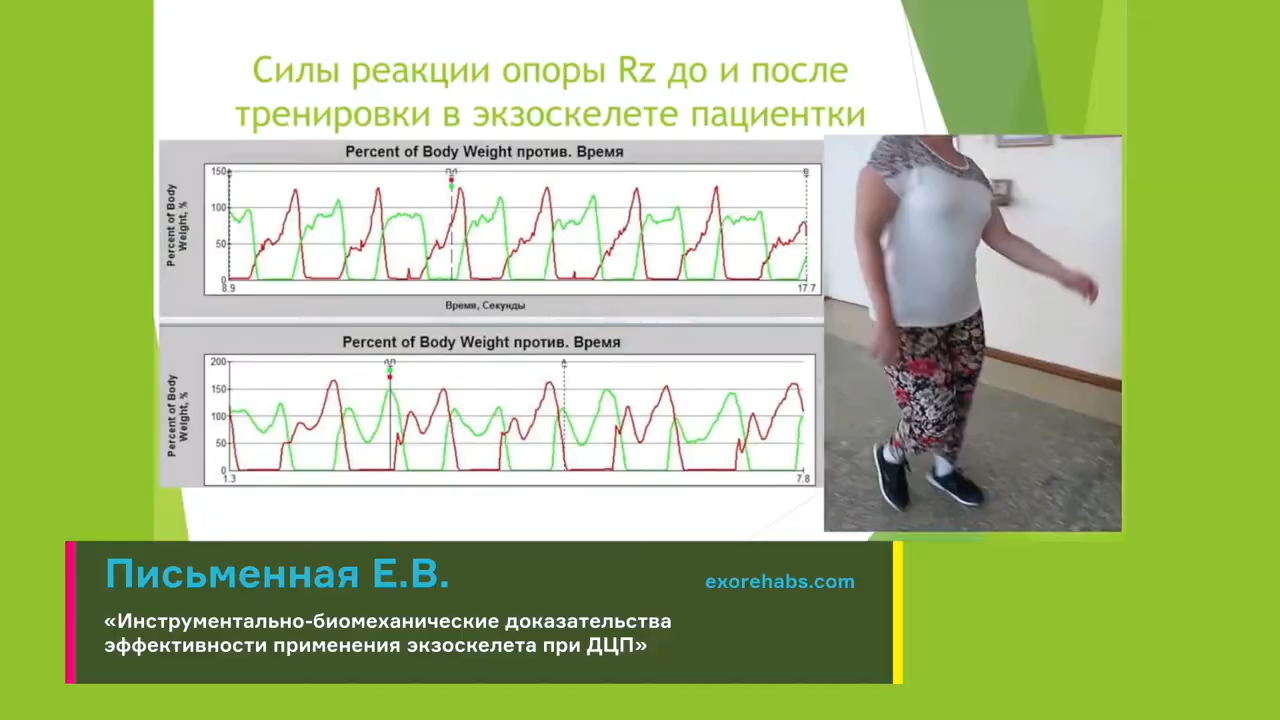 Силы реакции опоры Rz до и после
тренировки в экзоскелете пациентки
Percent of Body Weight против. Время
Percent of Body
Weight, %
150
100
50
0
8.9
17.7
Время, Секунды
Percent of Body Weight против. Время
Percent of Body
Weight, %
200
150
100
50
0
1.3
7.8
Письменная Е.В.
exorehabs.com
«Инструментально-биомеханические доказательства
эффективности применения экзоскелета при ДЦП»